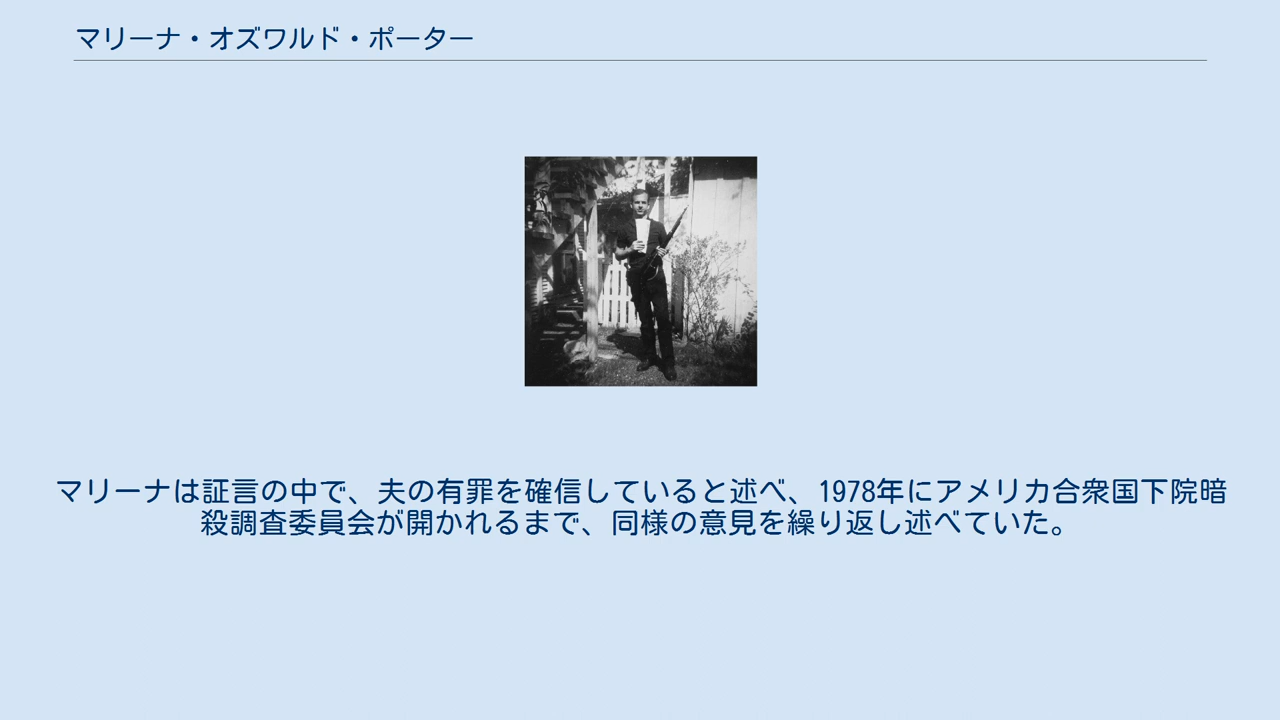 マリーナ・オズワルド・ポーター
マリーナは証言の中で、夫の有罪を確信していると述べ、1978年にアメリカ合衆国下院暗
殺調査委員会が開かれるまで、同様の意見を繰り返し述べていた。